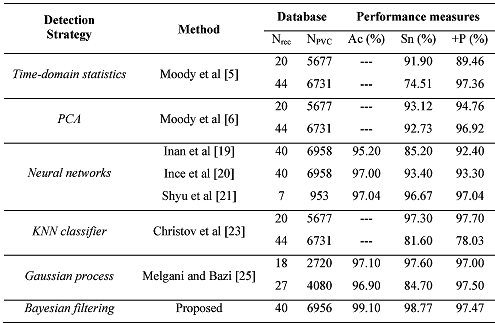 Detection Strategy Method Database Performance measures
N_rec N_PVC Ac (%) Sn (%) +P (%)
Time-domain statistics Moody et al [5] 20 5677 --- 91.90 89.46
44 6731 --- 74.51 97.36
PCA Moody et al [6] 20 5677 --- 93.12 94.76
44 6731 --- 92.73 96.92
Neural networks Inan et al [19] 40 6958 95.20 85.20 92.40
Ince et al [20] 40 6958 97.00 93.40 93.30
Shyu et al [21] 7 953 97.04 96.67 97.04
KNN classifier Christov et al [23] 20 5677 --- 97.30 97.70
44 6731 --- 81.60 78.03
Gaussian process Melgani and Bazi [25] 18 2720 97.10 97.60 97.00
27 4080 96.90 84.70 97.50
Bayesian filtering Proposed 40 6956 99.10 98.77 97.47